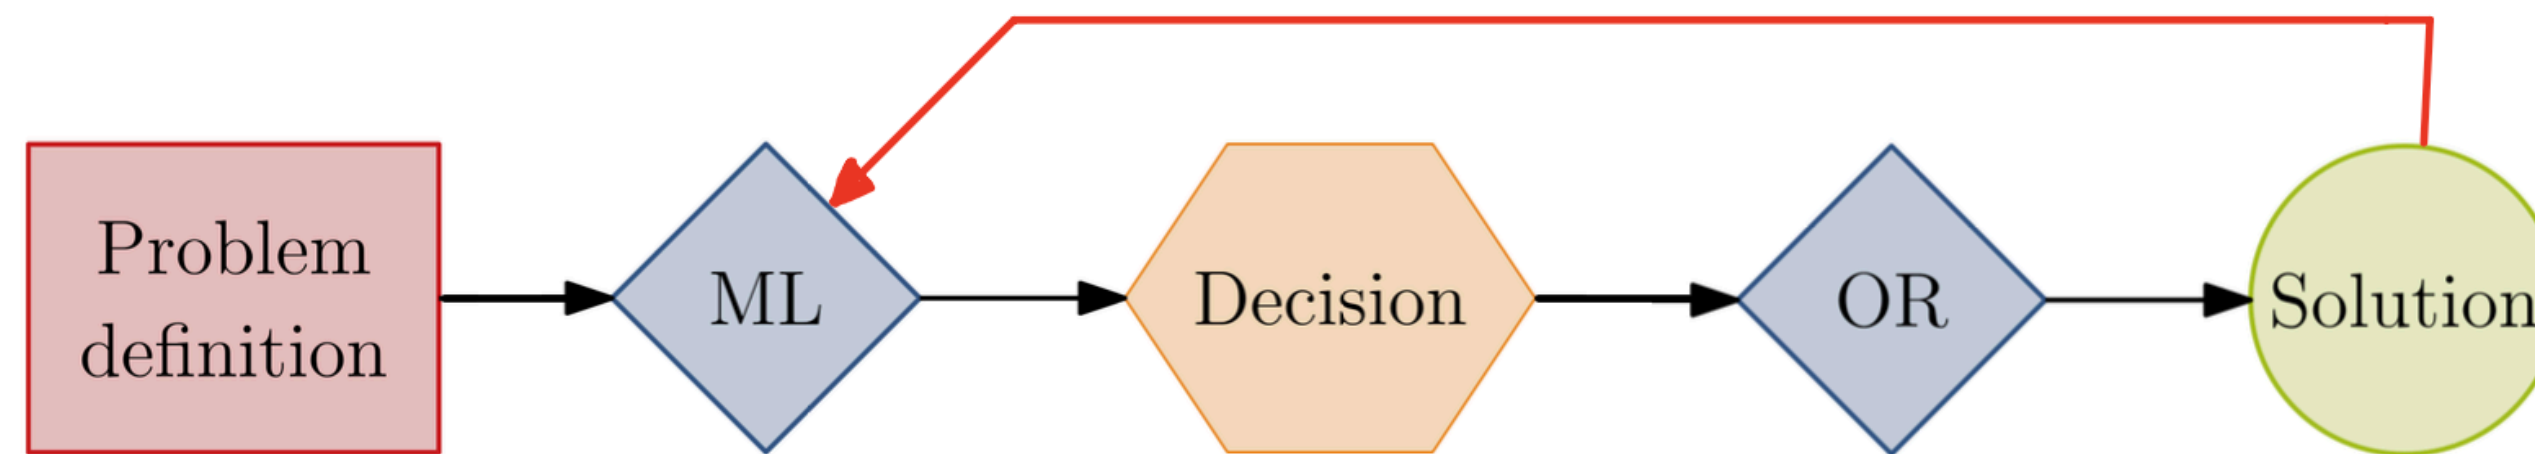 Problem
definition
ML
Decision
OR
Solution